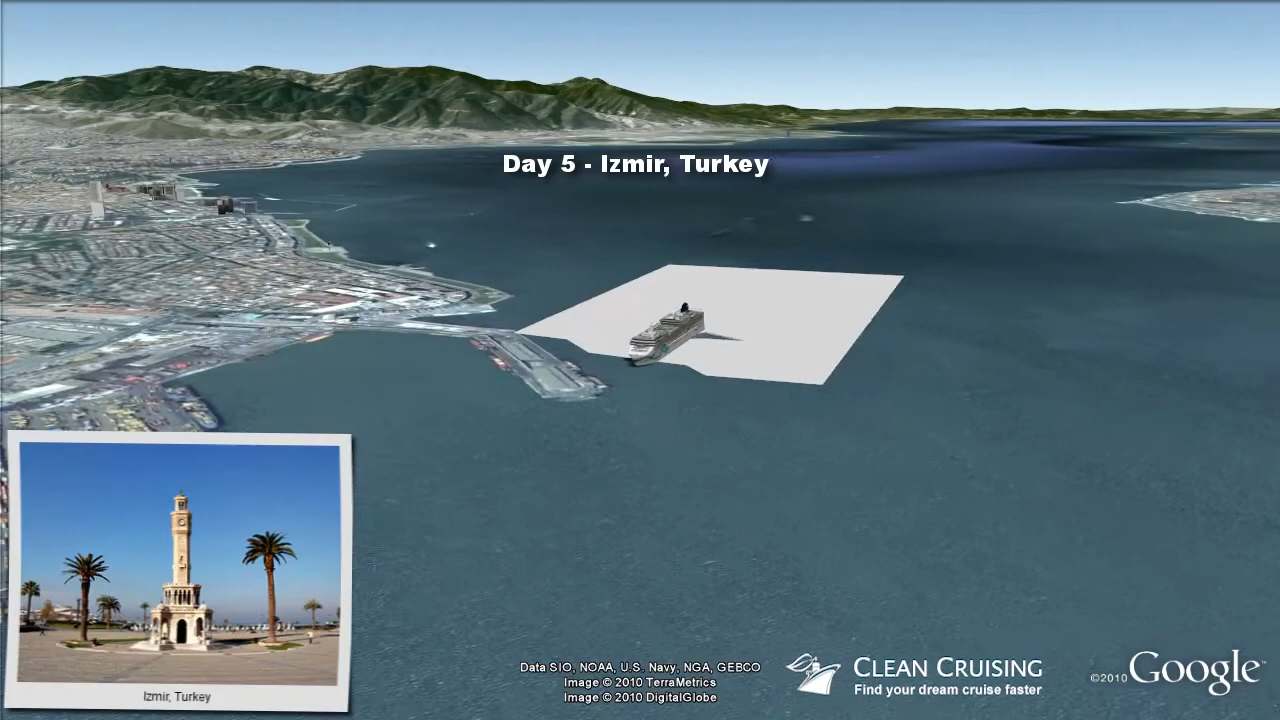 Day 5 - Izmir, Turkey
Izmir, Turkey
Data SIO, NOAA, U.S. Navy, NGA, GEBCO
Image © 2010 TerraMetrics
Image © 2010 DigitalGlobe
CLEAN CRUISING
Find your dream cruise faster
©2010 Google™